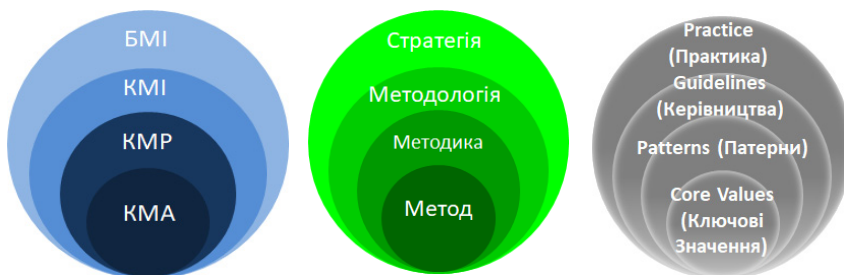 БМІ
КМІ
КМР
КМА
Стратегія
Методологія
Методика
Метод
Practice
(Практика)
Guidelines
(Керівництва)
Patterns (Патерни)
Core Values
(Ключові
Значення)